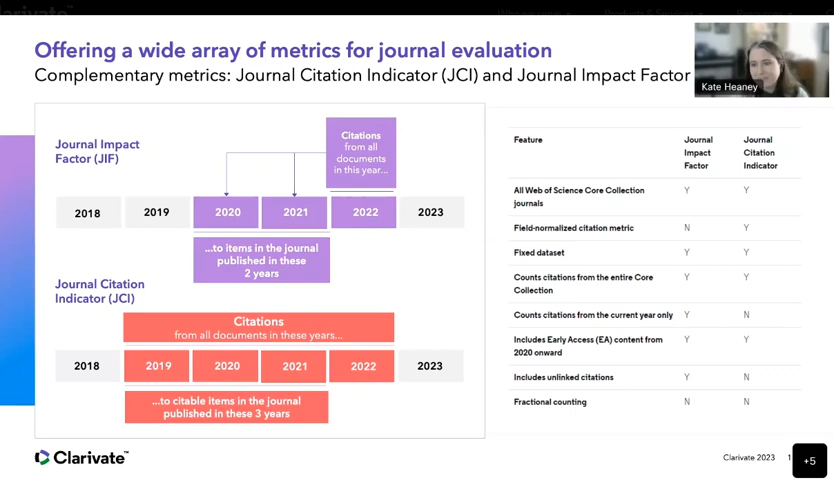 Clarivate
Offering a wide array of metrics for journal evaluation
Complementary metrics: Journal Citation Indicator (JCI) and Journal Impact Factor
Kate Heaney
Journal Impact
Factor (JIF)
Citations
from all
documents
in this year...
2018
2019
2020
2021
2022
2023
...to items in the journal
published in these
2 years
Journal Citation
Indicator (JCI)
Citations
from all documents in these years...
2018
2019
2020
2021
2022
2023
...to citable items in the journal
published in these 3 years
Feature
Journal
Impact
Factor
Journal
Citation
Indicator
All Web of Science Core Collection
journals
Y
Y
Field-normalized citation metric
N
Y
Fixed dataset
Y
Y
Counts citations from the entire Core
Collection
Y
Y
Counts citations from the current year only
Y
N
Includes Early Access (EA) content from
2020 onward
Y
Y
Includes unlinked citations
Y
N
Fractional counting
N
N
Clarivate™
Clarivate 2023
1
+5